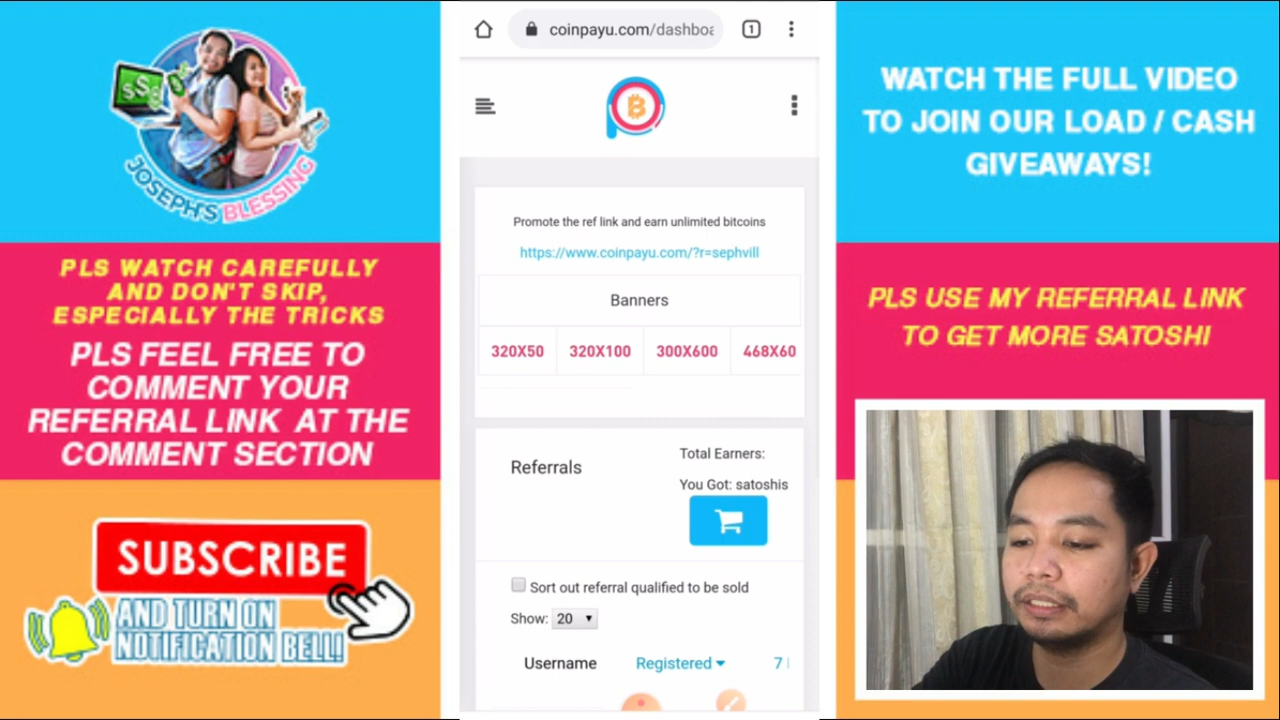 $$$
JOSEPH'S BLESSING
PLS WATCH CAREFULLY
AND DON'T SKIP,
ESPECIALLY THE TRICKS
PLS FEEL FREE TO
COMMENT YOUR
REFERRAL LINK AT THE
COMMENT SECTION
SUBSCRIBE
AND TURN ON
NOTIFICATION BELL!
coinpayu.com/dashboa
1
B
Promote the ref link and earn unlimited bitcoins
https://www.coinpayu.com/?r=sephvill
Banners
320X50 320X100 300X600 468X60
Referrals
Total Earners:
You Got: satoshis
Sort out referral qualified to be sold
Show: 20
Username Registered 7
WATCH THE FULL VIDEO
TO JOIN OUR LOAD / CASH
GIVEAWAYS!
PLS USE MY REFERRAL LINK
TO GET MORE SATOSHI